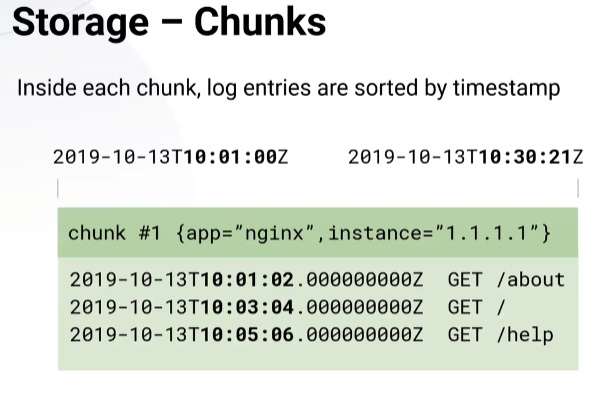 Storage – Chunks
Inside each chunk, log entries are sorted by timestamp
2019-10-13T10:01:00Z 2019-10-13T10:30:21Z
chunk #1 {app=”nginx”,instance=”1.1.1.1”}
2019-10-13T10:01:02.000000000Z GET /about
2019-10-13T10:03:04.000000000Z GET /
2019-10-13T10:05:06.000000000Z GET /help